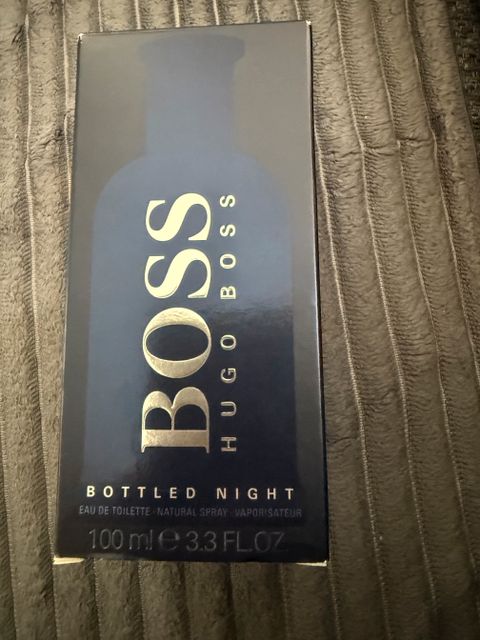 BOSS
HUGO BOSS
BOTTLED NIGHT
EAU DE TOILETTE · NATURAL SPRAY · VAPORISATEUR
100 ml ℮ 3.3 FL.OZ